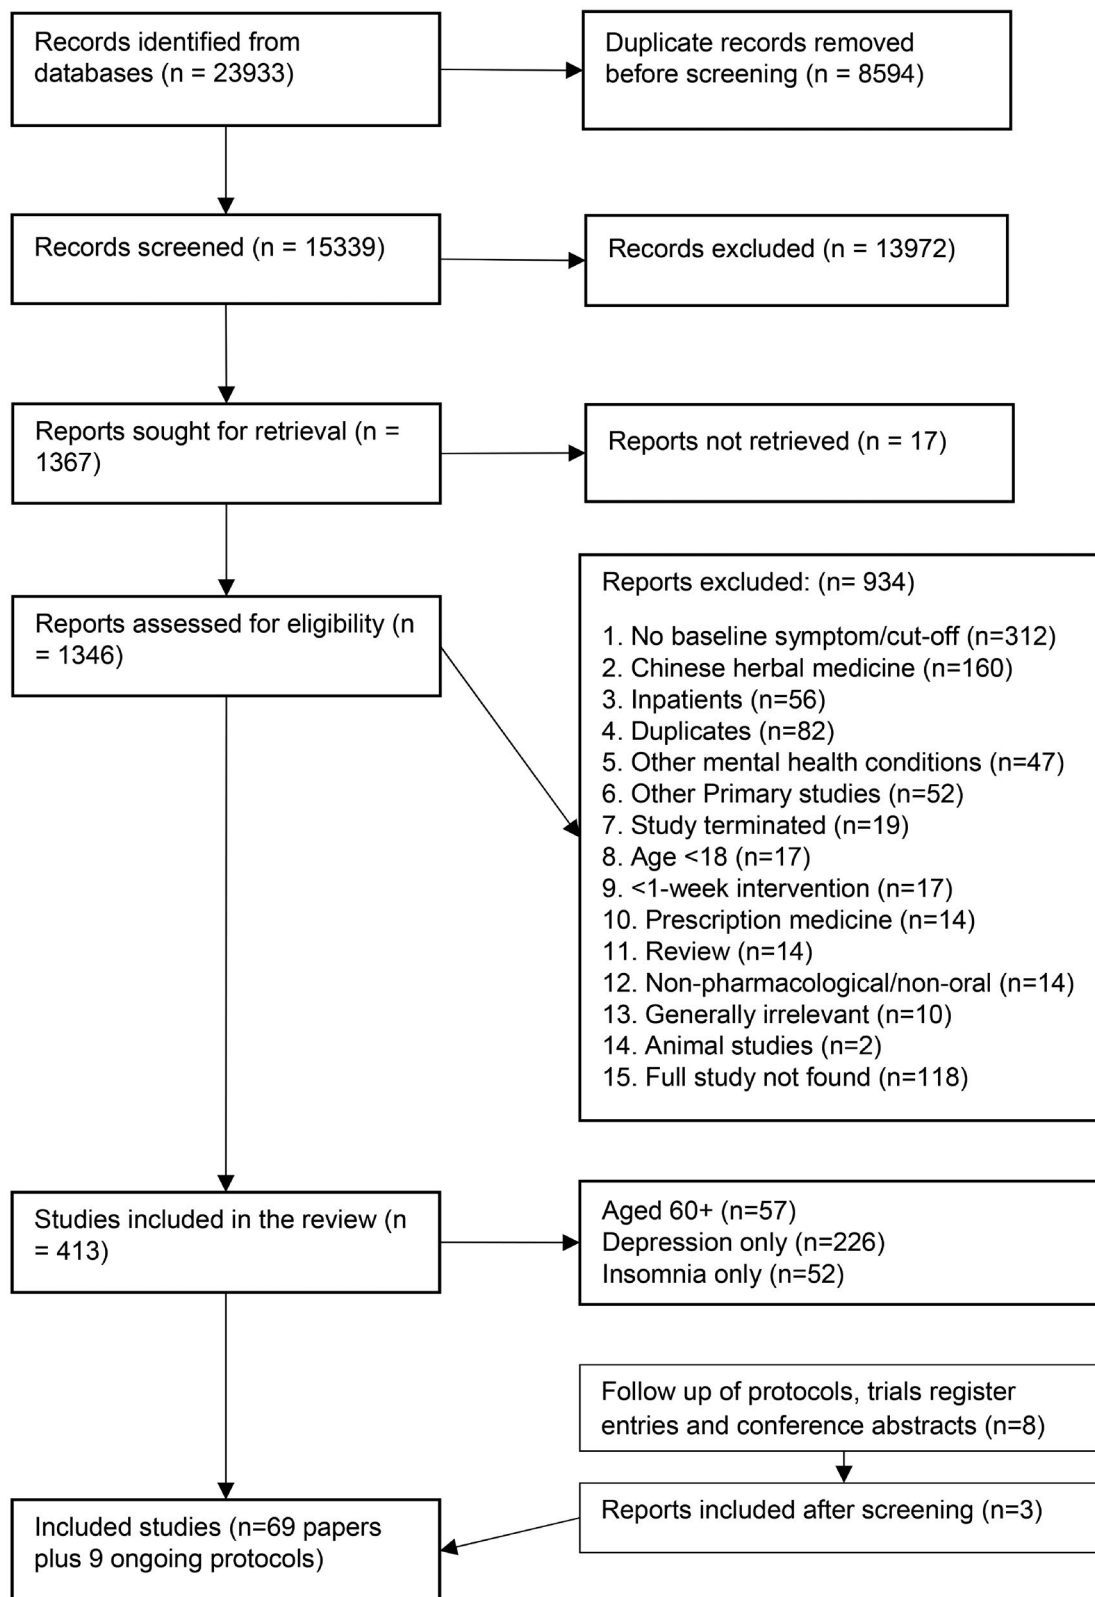 Records identified from
databases (n = 23933)
Duplicate records removed
before screening (n = 8594)
Records screened (n = 15339)
Records excluded (n = 13972)
Reports sought for retrieval (n =
1367)
Reports not retrieved (n = 17)
Reports assessed for eligibility (n
= 1346)
Reports excluded: (n= 934)
1. No baseline symptom/cut-off (n=312)
2. Chinese herbal medicine (n=160)
3. Inpatients (n=56)
4. Duplicates (n=82)
5. Other mental health conditions (n=47)
6. Other Primary studies (n=52)
7. Study terminated (n=19)
8. Age <18 (n=17)
9. <1-week intervention (n=17)
10. Prescription medicine (n=14)
11. Review (n=14)
12. Non-pharmacological/non-oral (n=14)
13. Generally irrelevant (n=10)
14. Animal studies (n=2)
15. Full study not found (n=118)
Studies included in the review (n
= 413)
Aged 60+ (n=57)
Depression only (n=226)
Insomnia only (n=52)
Follow up of protocols, trials register
entries and conference abstracts (n=8)
Reports included after screening (n=3)
Included studies (n=69 papers
plus 9 ongoing protocols)